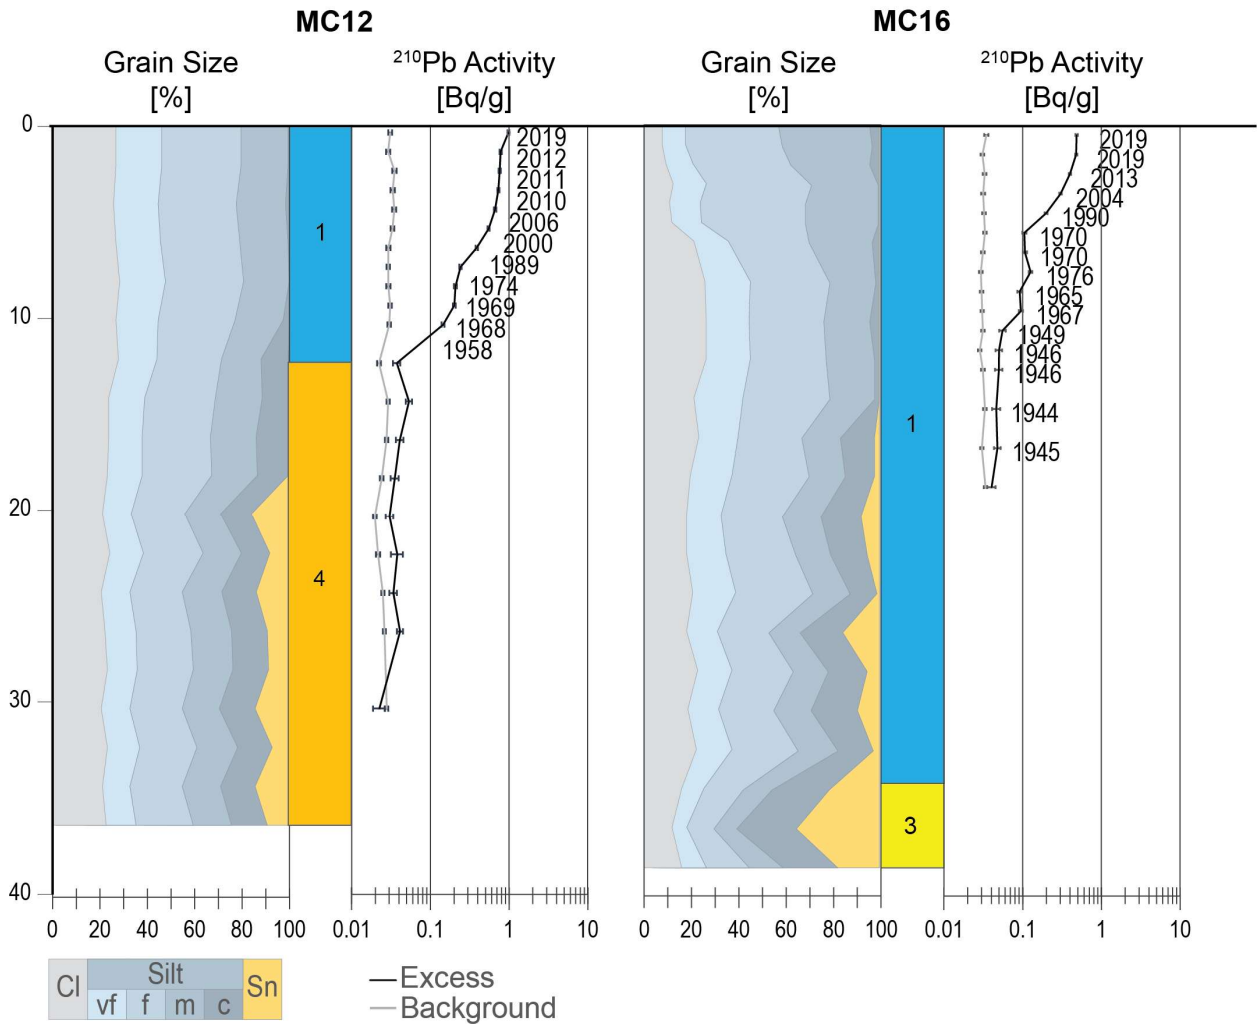 MC12
MC16
Grain Size
[%]
210Pb Activity
[Bq/g]
Grain Size
[%]
210Pb Activity
[Bq/g]
0
10
20
30
40
1
4
2019
2012
2011
2010
2006
2000
1989
1974
1969
1968
1958
1
3
2019
2019
2013
2004
1990
1970
1970
1976
1965
1967
1949
1946
1946
1944
1945
0 20 40 60 80 100
0.01 0.1 1 10
0 20 40 60 80 100
0.01 0.1 1 10
Cl Silt Sn
vf f m c
Excess
Background